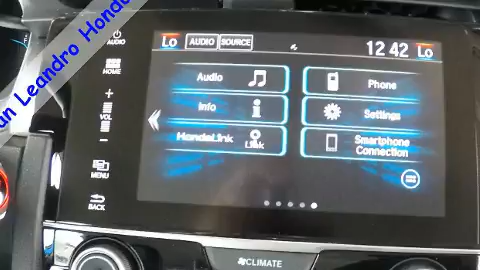 an Leandro Honda
AUDIO
HOME
VOL
MENU
BACK
Lo AUDIO SOURCE 12 42 Lo
Audio
Phone
Info
Settings
HondaLink
Link
Smartphone
Connection
CLIMATE